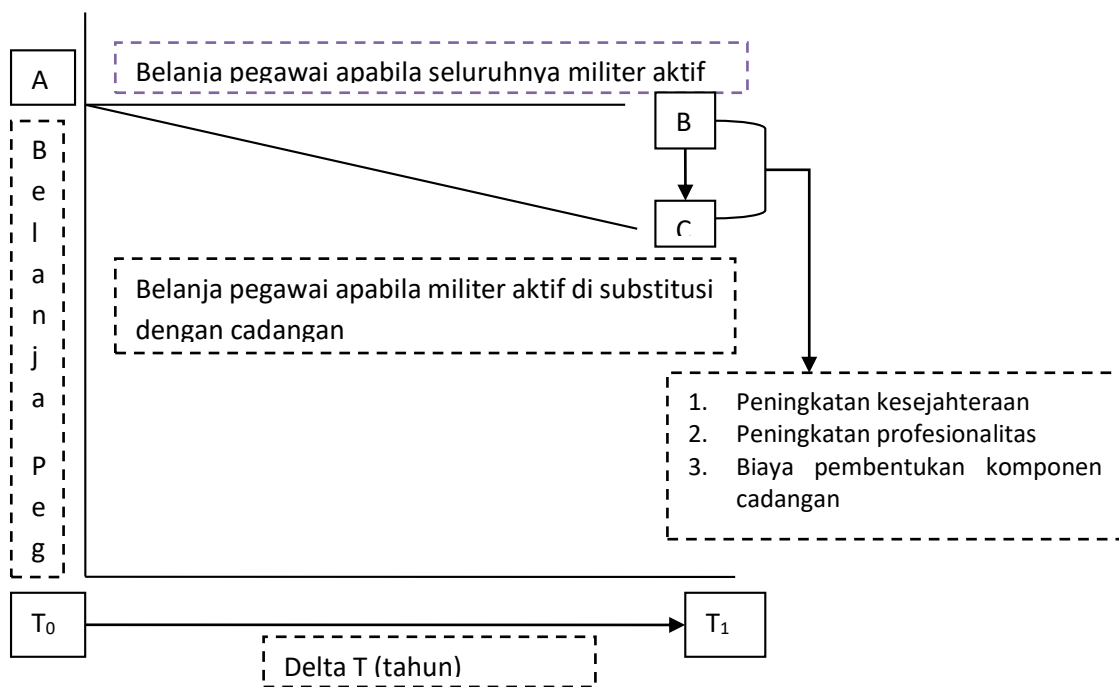 A
Belanja pegawai apabila seluruhnya militer aktif
B
C
Belanja Peg
Belanja pegawai apabila militer aktif di substitusi
dengan cadangan
1. Peningkatan kesejahteraan
2. Peningkatan profesionalitas
3. Biaya pembentukan komponen
cadangan
T₀
T₁
Delta T (tahun)